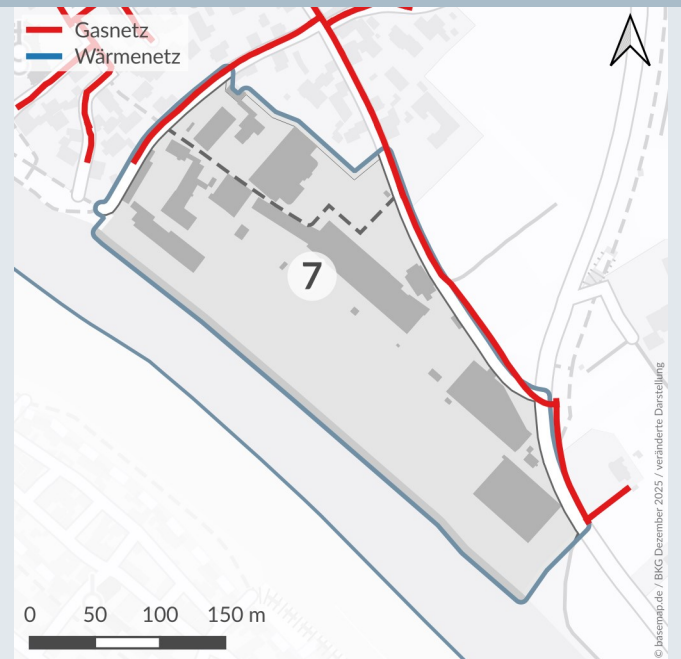 Gasnetz
Wärmenetz
7
0 50 100 150 m
© basemap.de / BKG Dezember 2025 / veränderte Darstellung